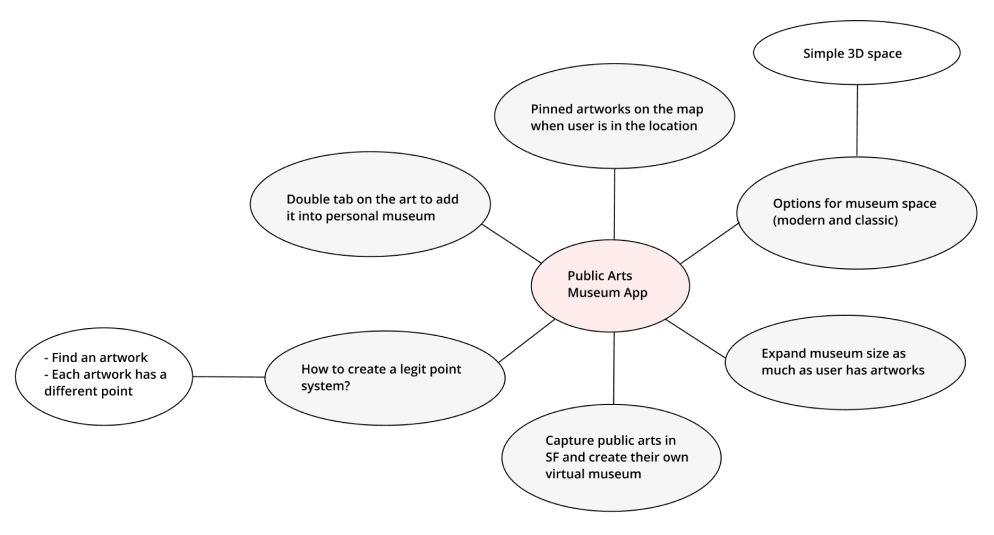 Simple 3D space
Pinned artworks on the map
when user is in the location
Double tab on the art to add
it into personal museum
Options for museum space
(modern and classic)
Public Arts
Museum App
- Find an artwork
- Each artwork has a
different point
How to create a legit point
system?
Expand museum size as
much as user has artworks
Capture public arts in
SF and create their own
virtual museum